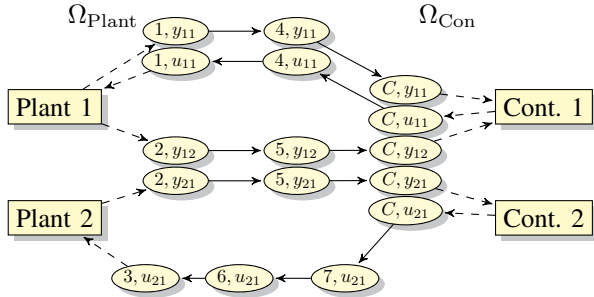 Ω_Plant Ω_Con
1, y₁₁ 4, y₁₁
1, u₁₁ 4, u₁₁
C, y₁₁
Plant 1 Cont. 1
C, u₁₁
2, y₁₂ 5, y₁₂ C, y₁₂
2, y₂₁ 5, y₂₁ C, y₂₁
Plant 2 C, u₂₁ Cont. 2
3, u₂₁ 6, u₂₁ 7, u₂₁